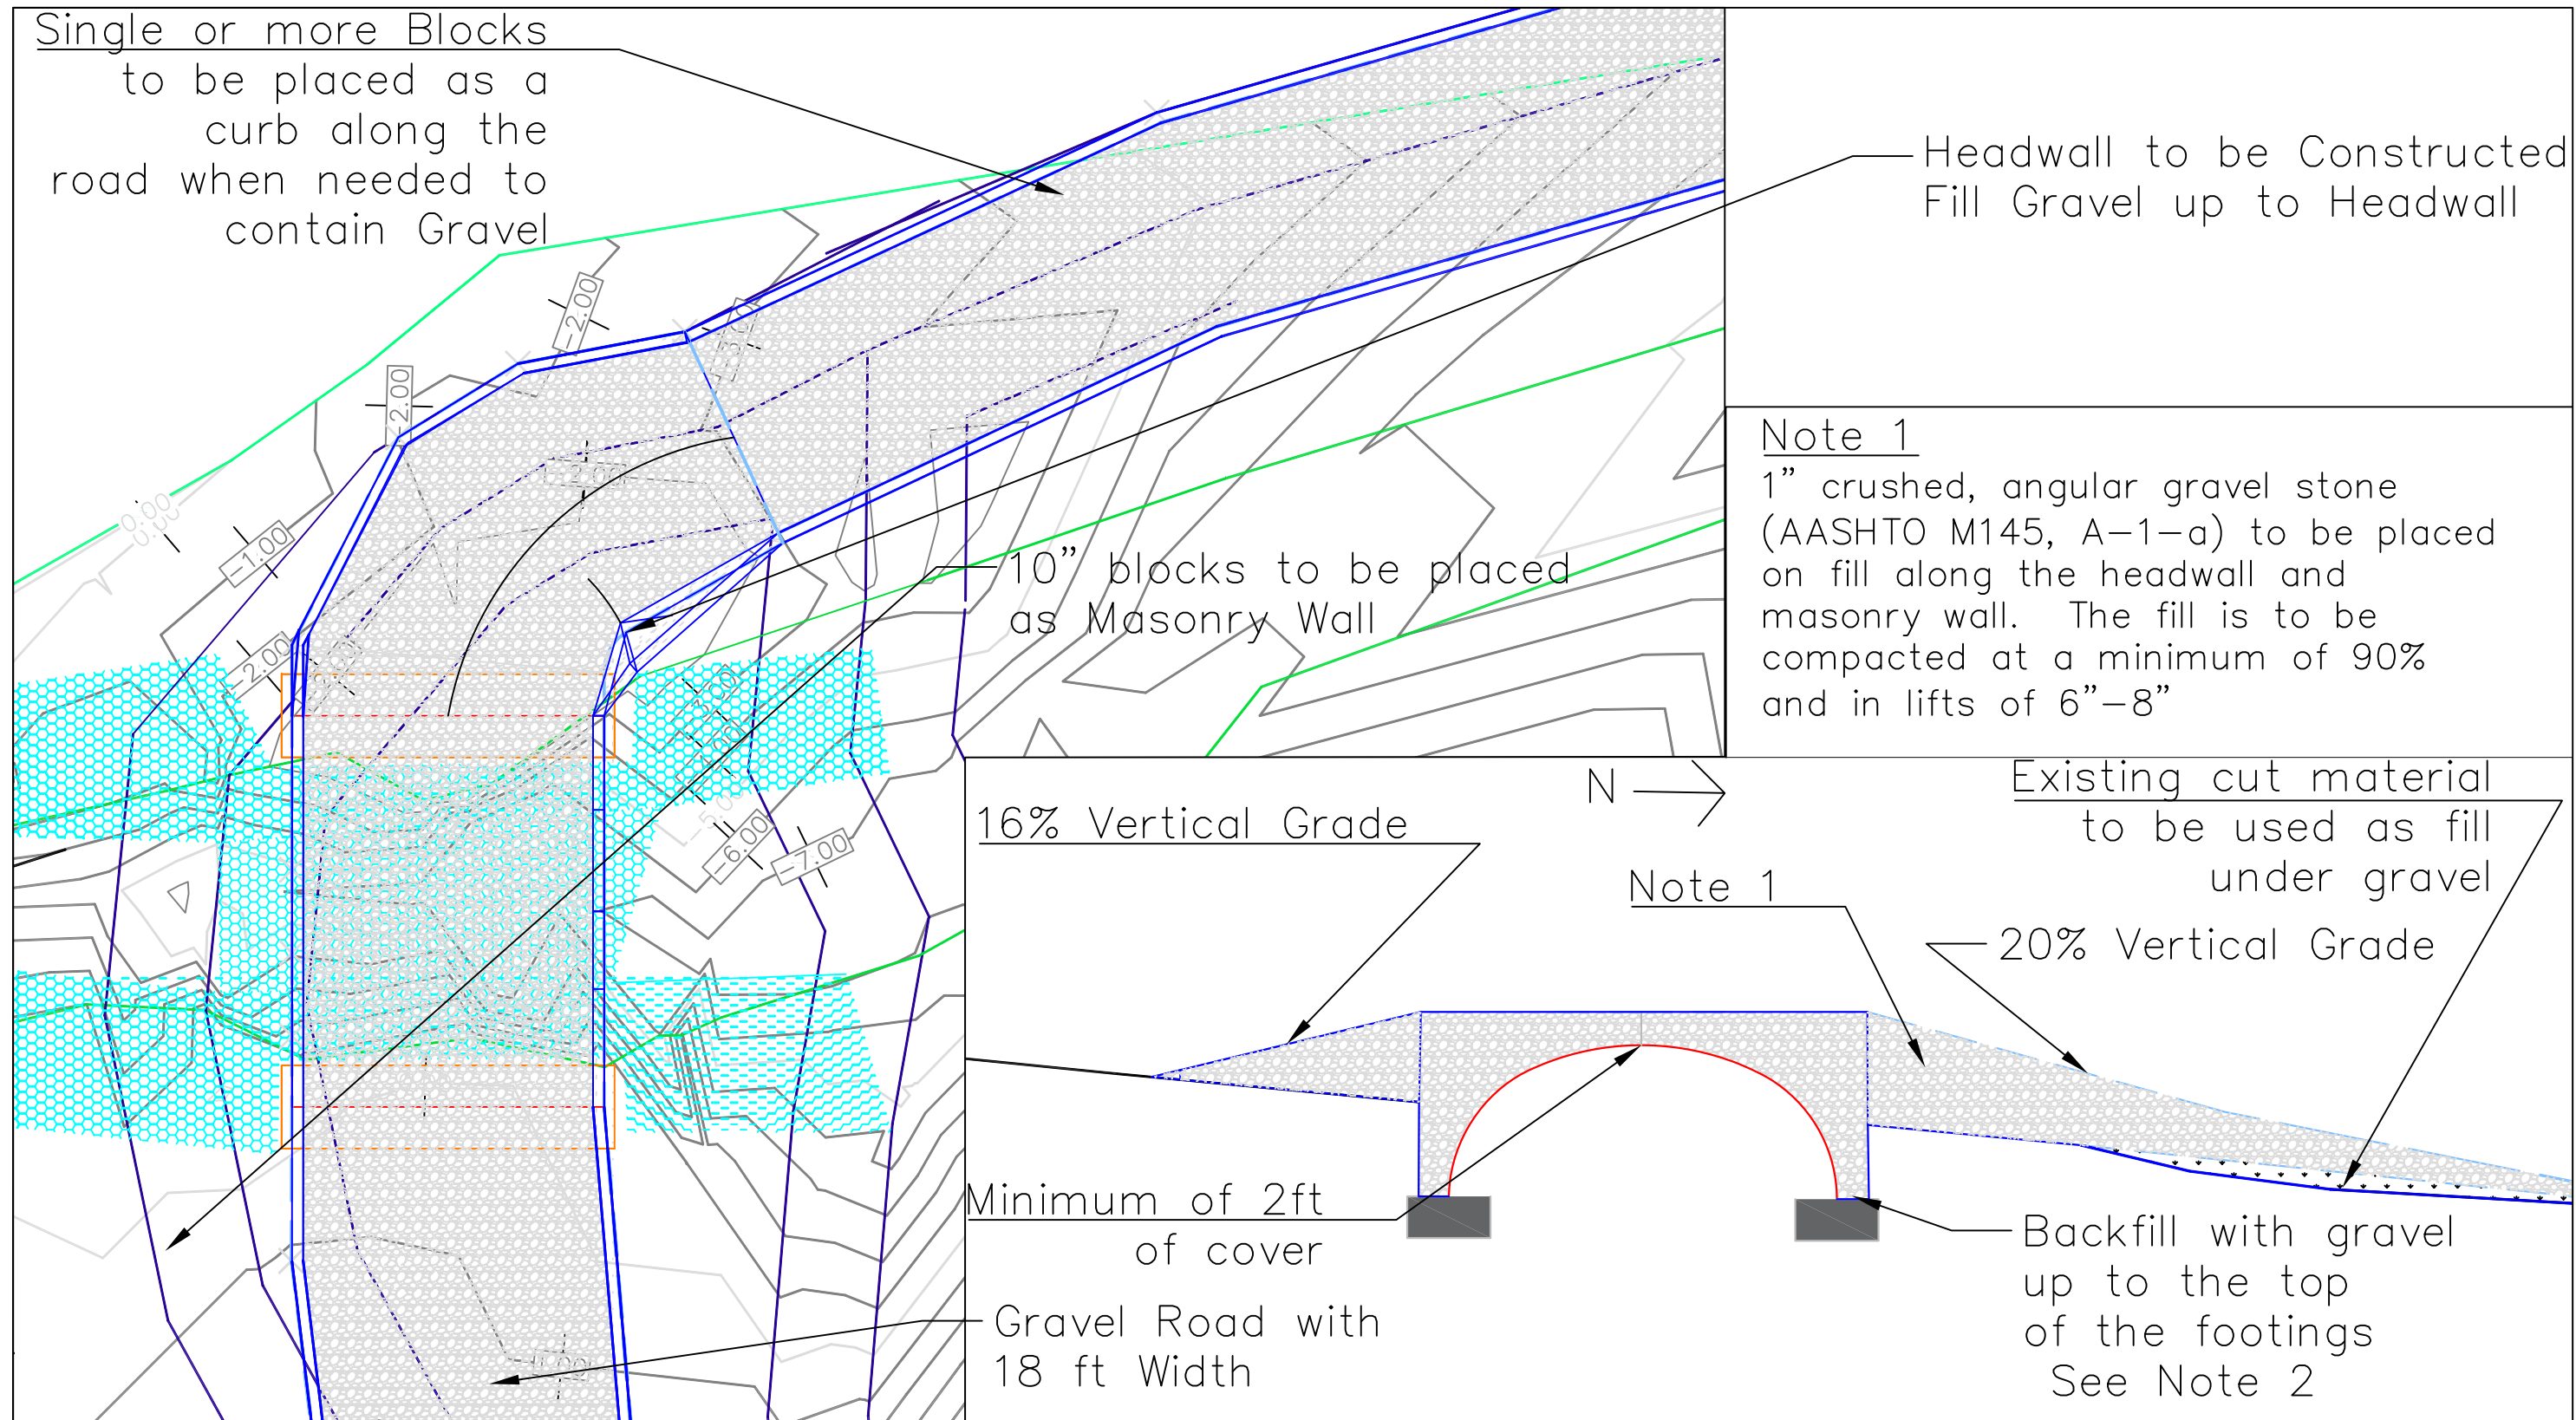 Single or more Blocks
to be placed as a
curb along the
road when needed to
contain Gravel
Headwall to be Constructed
Fill Gravel up to Headwall
-2.00
-2.00
0.00
-1.00
-2.00
10” blocks to be placed
as Masonry Wall
-6.00
-7.00
Note 1
1” crushed, angular gravel stone
(AASHTO M145, A-1-a) to be placed
on fill along the headwall and
masonry wall. The fill is to be
compacted at a minimum of 90%
and in lifts of 6”-8”
N
16% Vertical Grade
Existing cut material
to be used as fill
under gravel
Note 1
20% Vertical Grade
Minimum of 2ft
of cover
Gravel Road with
18 ft Width
Backfill with gravel
up to the top
of the footings
See Note 2